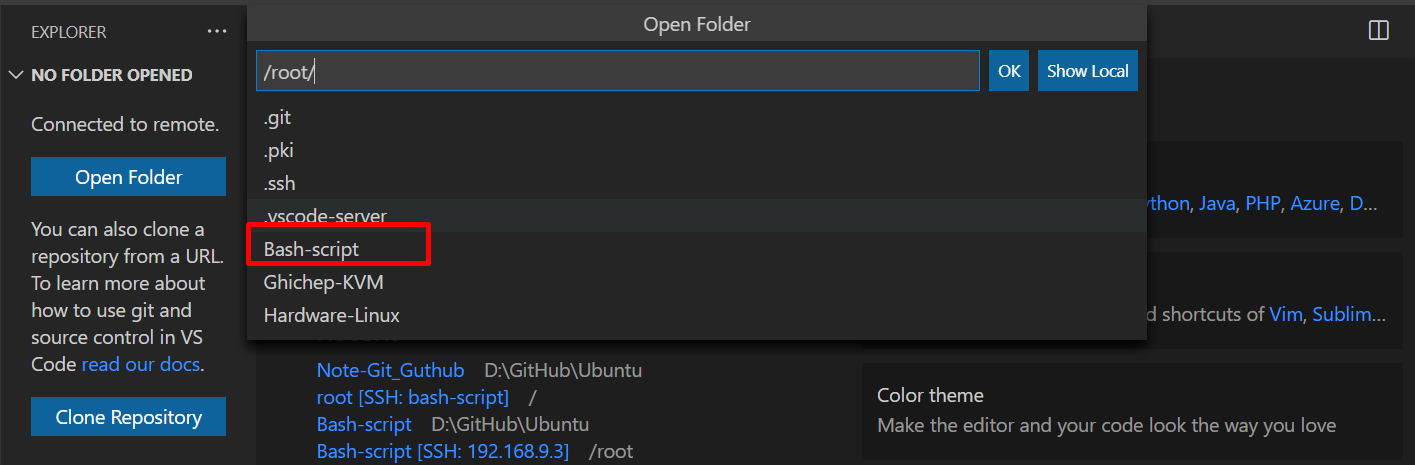 EXPLORER
...
NO FOLDER OPENED
Connected to remote.
Open Folder
You can also clone a
repository from a URL.
To learn more about
how to use git and
source control in VS
Code read our docs.
Clone Repository
Open Folder
/root/
OK
Show Local
.git
.pki
.ssh
.vscode-server
Bash-script
Ghichep-KVM
Hardware-Linux
Note-Git_Guthub D:\GitHub\Ubuntu
root [SSH: bash-script] /
Bash-script D:\GitHub\Ubuntu
Bash-script [SSH: 192.168.9.3] /root
ython, Java, PHP, Azure, D...
d shortcuts of Vim, Sublim...
Color theme
Make the editor and your code look the way you love